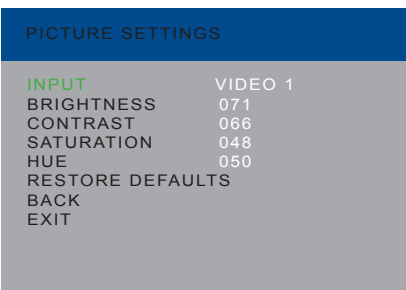 PICTURE SETTINGS
INPUT VIDEO 1
BRIGHTNESS 071
CONTRAST 066
SATURATION 048
HUE 050
RESTORE DEFAULTS
BACK
EXIT